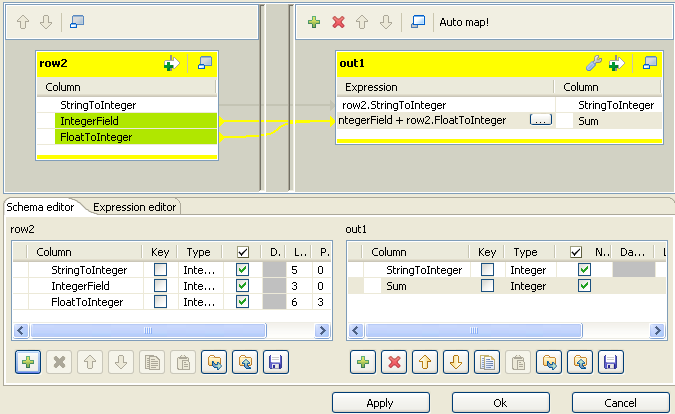 Auto map!
row2
Column
StringToInteger
IntegerField
FloatToInteger
out1
Expression Column
row2.StringToInteger StringToInteger
ntegerField + row2.FloatToInteger ... Sum
Schema editor Expression editor
row2
Column Key Type D. L... P.
StringToInteger Inte... 5 0
IntegerField Inte... 3 0
FloatToInteger Inte... 6 3
out1
Column Key Type N... Da... L
StringToInteger Integer
Sum Integer
Apply Ok Cancel